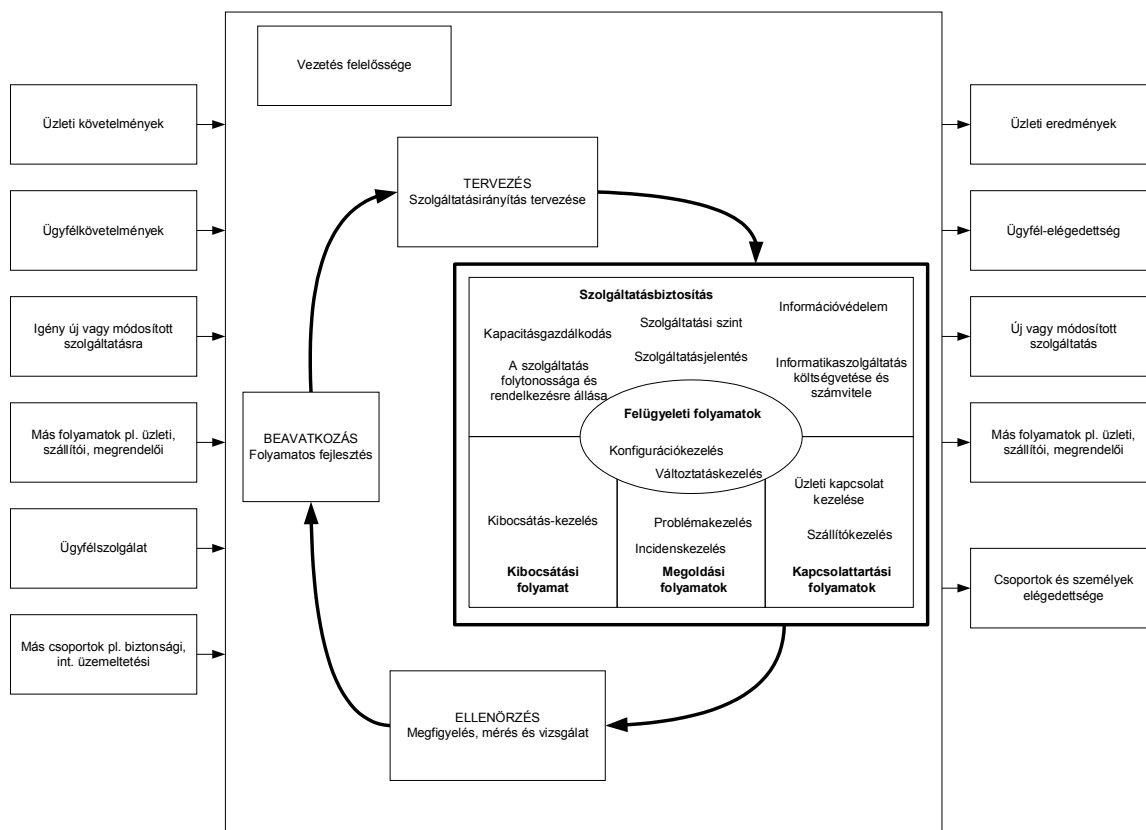 Vezetés felelőssége
Üzleti követelmények
Ügyfélkövetelmények
Igény új vagy módosított
szolgáltatásra
Más folyamatok pl. üzleti,
szállítói, megrendelői
Ügyfélszolgálat
Más csoportok pl. biztonsági,
int. üzemeltetési
TERVEZÉS
Szolgáltatásirányítás tervezése
BEAVATKOZÁS
Folyamatos fejlesztés
Szolgáltatásbiztosítás
Kapacitásgazdálkodás
A szolgáltatás
folytonossága és
rendelkezésre állása
Szolgáltatási szint
Szolgáltatásjelentés
Információvédelem
Informatikaszolgáltatás
költségvetése és
számvitele
Felügyeleti folyamatok
Konfigurációkezelés
Változtatáskezelés
Kibocsátás-kezelés
Kibocsátási
folyamat
Problémakezelés
Incidenskezelés
Megoldási
folyamatok
Üzleti kapcsolat
kezelése
Szállítókezelés
Kapcsolattartási
folyamatok
ELLENŐRZÉS
Megfigyelés, mérés és vizsgálat
Üzleti eredmények
Ügyfél-elégedettség
Új vagy módosított
szolgáltatás
Más folyamatok pl. üzleti,
szállítói, megrendelői
Csoportok és személyek
elégedettsége